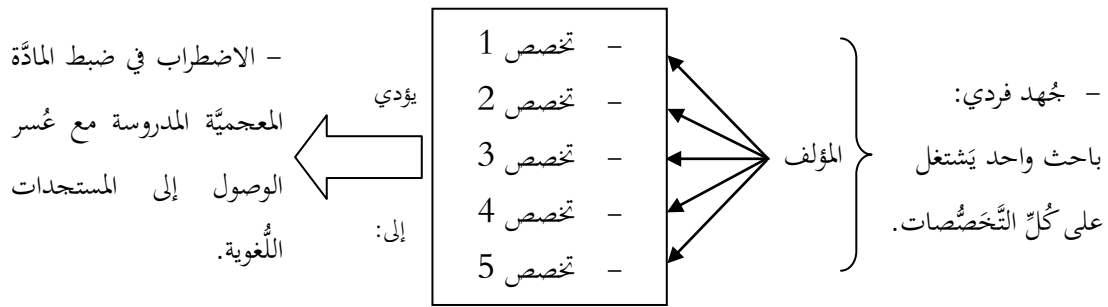 – جُهد فردي:
باحث واحد يَشتغل
على كُلِّ التَّخَصُّصات.
المؤلف
– تخصص 1
– تخصص 2
– تخصص 3
– تخصص 4
– تخصص 5
يؤدي
إلى:
– الاضطراب في ضبط المادَّة
المعجميَّة المدروسة مع عُسر
الوصول إلى المستجدات
اللُّغوية.